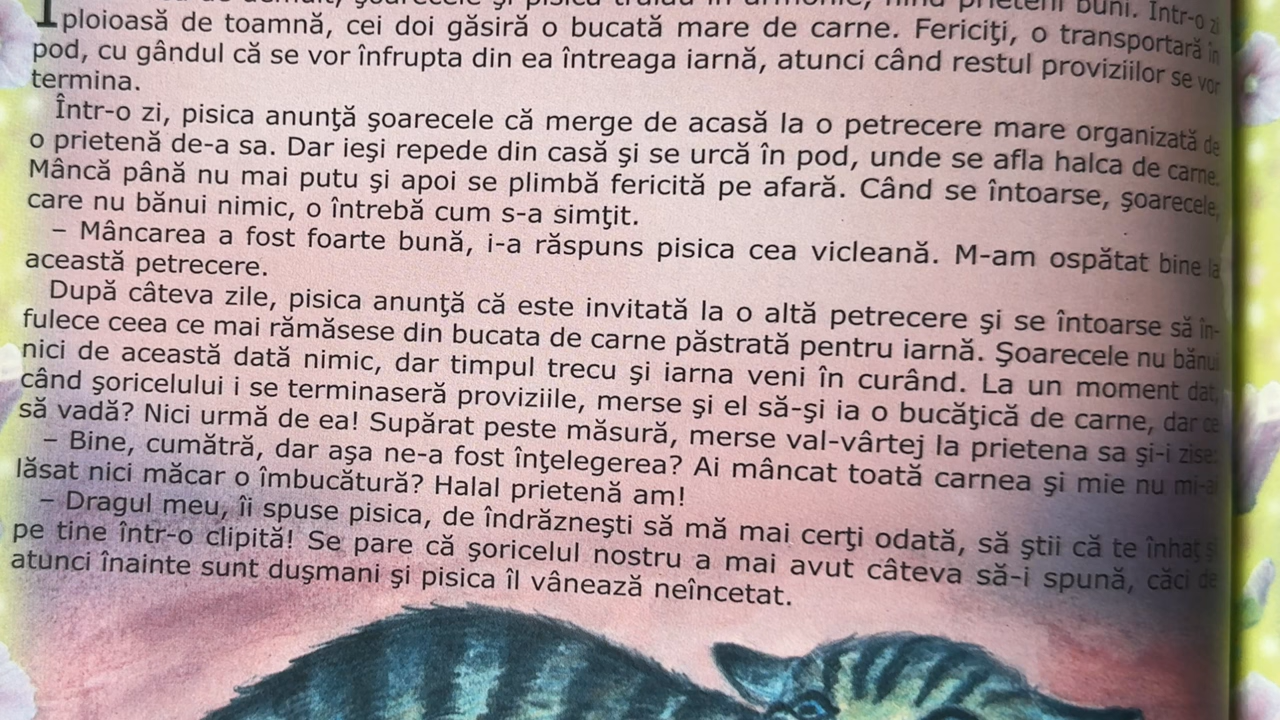 de demult, șoarecele și pisica trăiau în armonie, fiind prieteni buni. Într-o zi
ploioasă de toamnă, cei doi găsiră o bucată mare de carne. Fericiţi, o transportară în
pod, cu gândul că se vor înfrupta din ea întreaga iarnă, atunci când restul proviziilor se vor
termina.
Într-o zi, pisica anunţă şoarecele că merge de acasă la o petrecere mare organizată de
o prietenă de-a sa. Dar ieşi repede din casă şi se urcă în pod, unde se afla halca de carne.
Mâncă până nu mai putu şi apoi se plimbă fericită pe afară. Când se întoarse, şoarecele,
care nu bănui nimic, o întrebă cum s-a simţit.
– Mâncarea a fost foarte bună, i-a răspuns pisica cea vicleană. M-am ospătat bine la
această petrecere.
După câteva zile, pisica anunţă că este invitată la o altă petrecere şi se întoarse să în-
fulece ceea ce mai rămăsese din bucata de carne păstrată pentru iarnă. Şoarecele nu bănui
nici de această dată nimic, dar timpul trecu şi iarna veni în curând. La un moment dat,
când şoricelului i se terminaseră proviziile, merse şi el să-şi ia o bucăţică de carne, dar ce
să vadă? Nici urmă de ea! Supărat peste măsură, merse val-vârtej la prietena sa şi-i zise:
– Bine, cumătră, dar aşa ne-a fost înţelegerea? Ai mâncat toată carnea şi mie nu mi-ai
lăsat nici măcar o îmbucătură? Halal prietenă am!
– Dragul meu, îi spuse pisica, de îndrăzneşti să mă mai cerţi odată, să ştii că te înhaţ şi
pe tine într-o clipită! Se pare că şoricelul nostru a mai avut câteva să-i spună, căci de
atunci înainte sunt duşmani şi pisica îl vânează neîncetat.